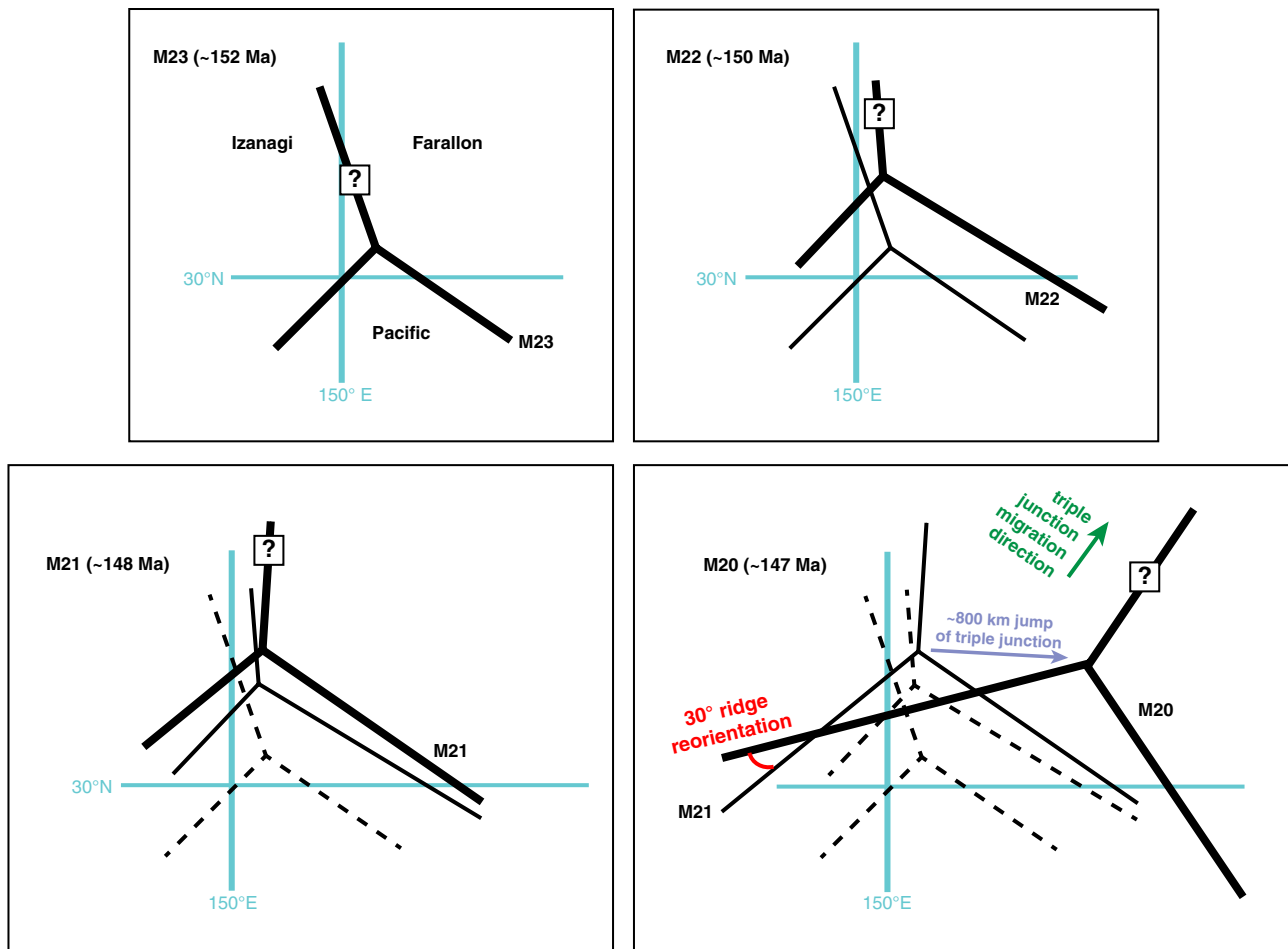 M23 (~152 Ma)
Izanagi
Farallon
?
30°N
Pacific
M23
150° E
M22 (~150 Ma)
?
30°N
M22
150°E
M21 (~148 Ma)
?
M21
30°N
150°E
M20 (~147 Ma)
triple
junction
migration
direction
?
~800 km jump
of triple junction
30° ridge
reorientation
M20
M21
150°E